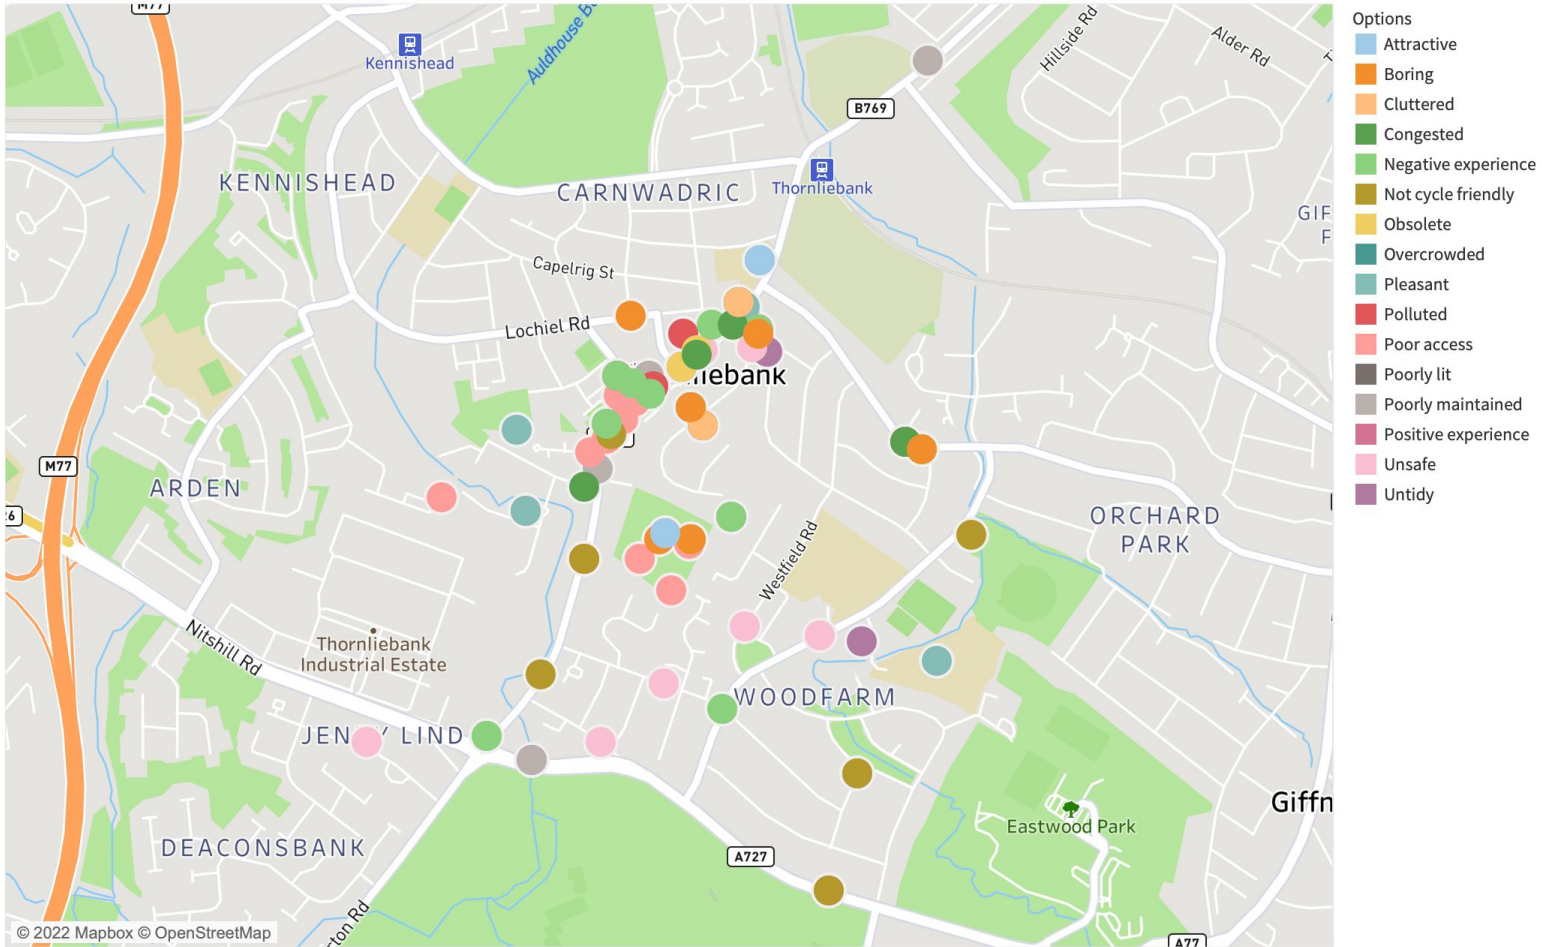 M77
Kennishead
Auldhouse
B769
Hillside Rd
Alder Rd
KENNISHEAD
CARNWADRIC
Thornliebank
GIF
F
Capelrig St
Lochiel Rd
liebank
M77
ARDEN
ORCHARD
PARK
Westfield Rd
Nitshill Rd
Thornliebank
Industrial Estate
WOODFARM
JEN Y LIND
Giffn
Eastwood Park
DEACONSBANK
A727
rton Rd
A77
© 2022 Mapbox © OpenStreetMap
Options
Attractive
Boring
Cluttered
Congested
Negative experience
Not cycle friendly
Obsolete
Overcrowded
Pleasant
Polluted
Poor access
Poorly lit
Poorly maintained
Positive experience
Unsafe
Untidy